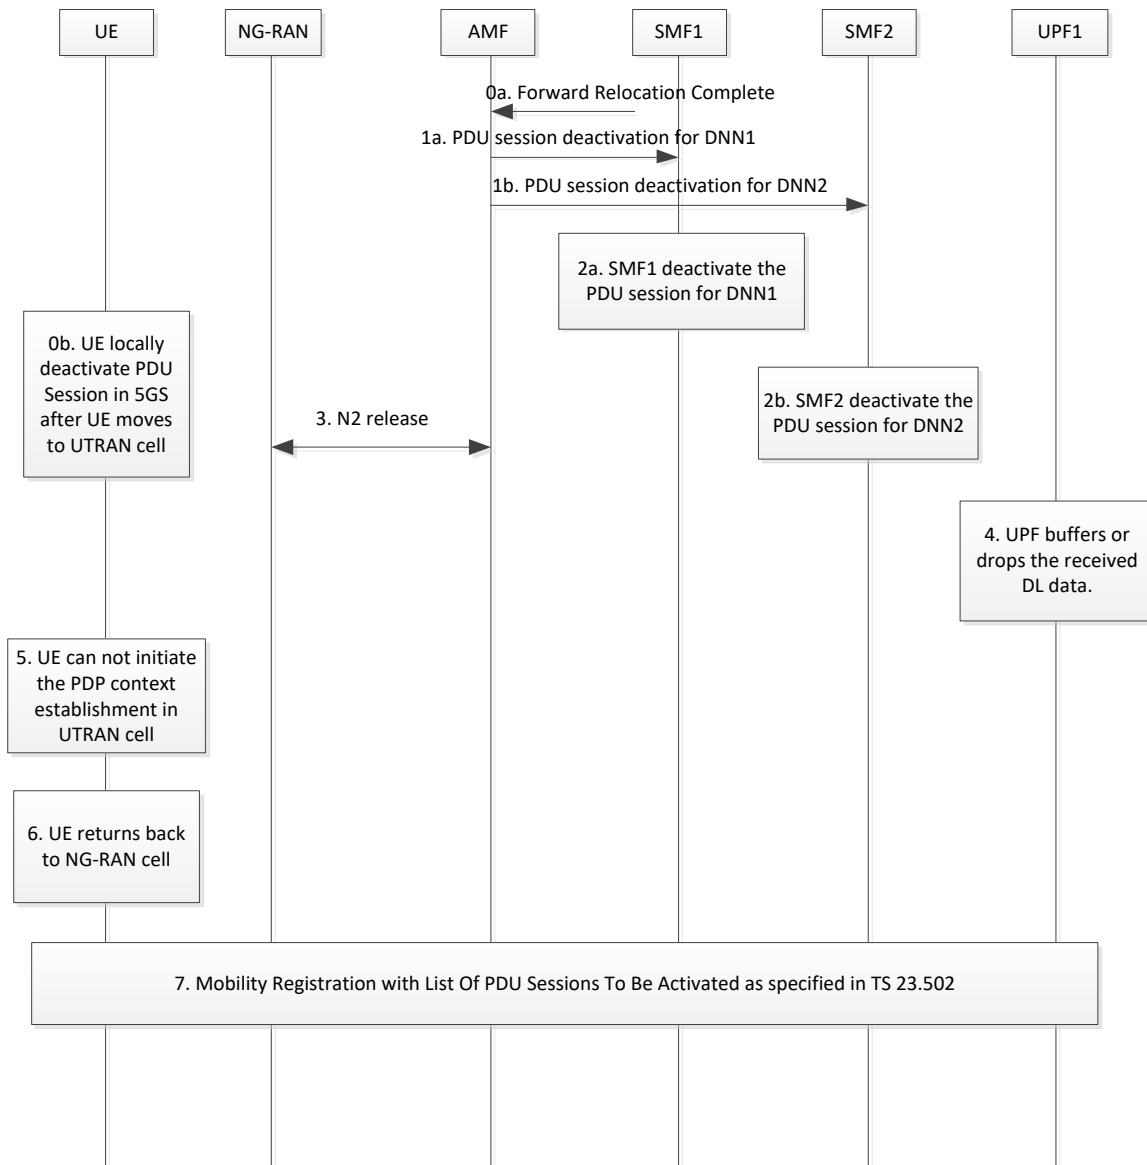 UE
NG-RAN
AMF
SMF1
SMF2
UPF1
0a. Forward Relocation Complete
1a. PDU session deactivation for DNN1
1b. PDU session deactivation for DNN2
2a. SMF1 deactivate the
PDU session for DNN1
0b. UE locally
deactivate PDU
Session in 5GS
after UE moves
to UTRAN cell
2b. SMF2 deactivate the
PDU session for DNN2
3. N2 release
4. UPF buffers or
drops the received
DL data.
5. UE can not initiate
the PDP context
establishment in
UTRAN cell
6. UE returns back
to NG-RAN cell
7. Mobility Registration with List Of PDU Sessions To Be Activated as specified in TS 23.502